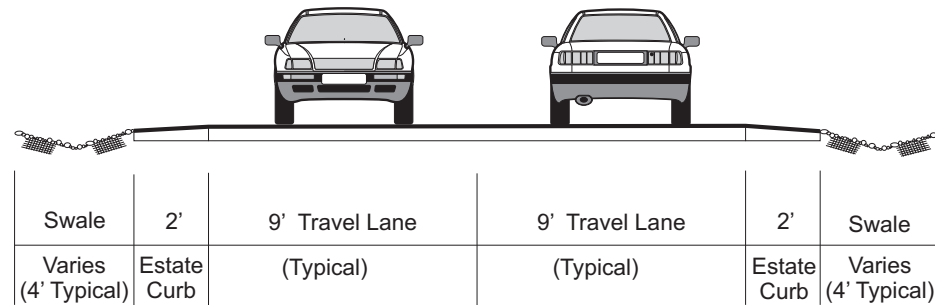 Swale 2' 9' Travel Lane 9' Travel Lane 2' Swale
Varies Estate (Typical) (Typical) Estate Varies
(4' Typical) Curb Curb (4' Typical)